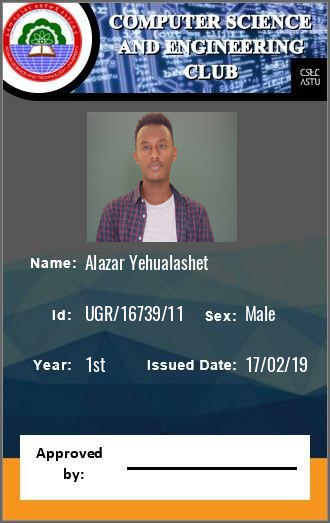 COMPUTER SCIENCE
AND ENGINEERING
CLUB
CSEC
ASTU
Name: Alazar Yehualashet
Id: UGR/16739/11 Sex: Male
Year: 1st Issued Date: 17/02/19
Approved
by: